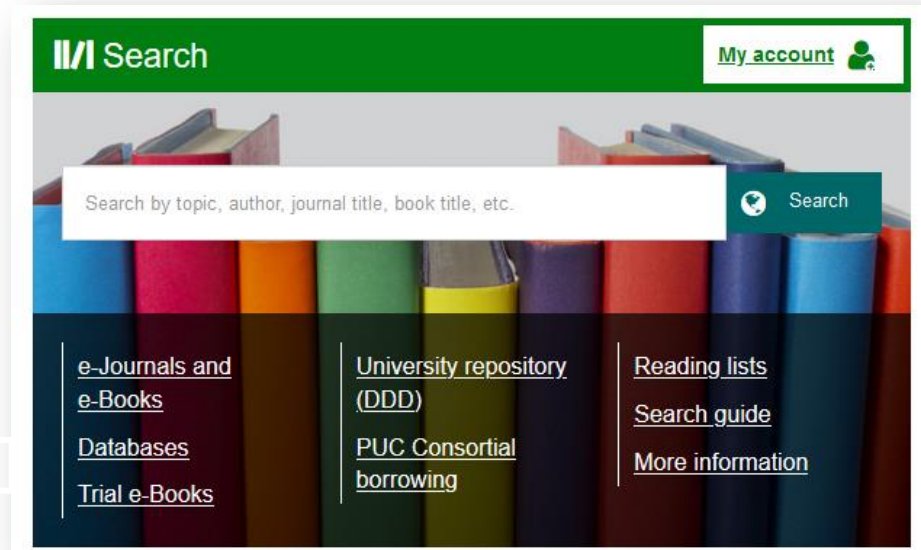 Search
My account
Search by topic, author, journal title, book title, etc.
Search
e-Journals and
e-Books
Databases
Trial e-Books
University repository
(DDD)
PUC Consortial
borrowing
Reading lists
Search guide
More information